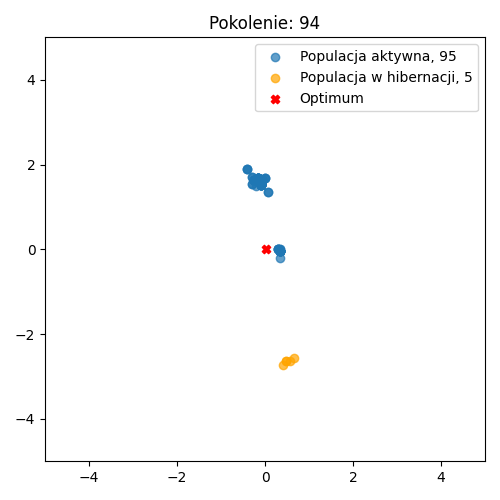 Pokolenie: 94
Populacja aktywna, 95
Populacja w hibernacji, 5
Optimum
4
2
0
−2
−4
−4 −2 0 2 4